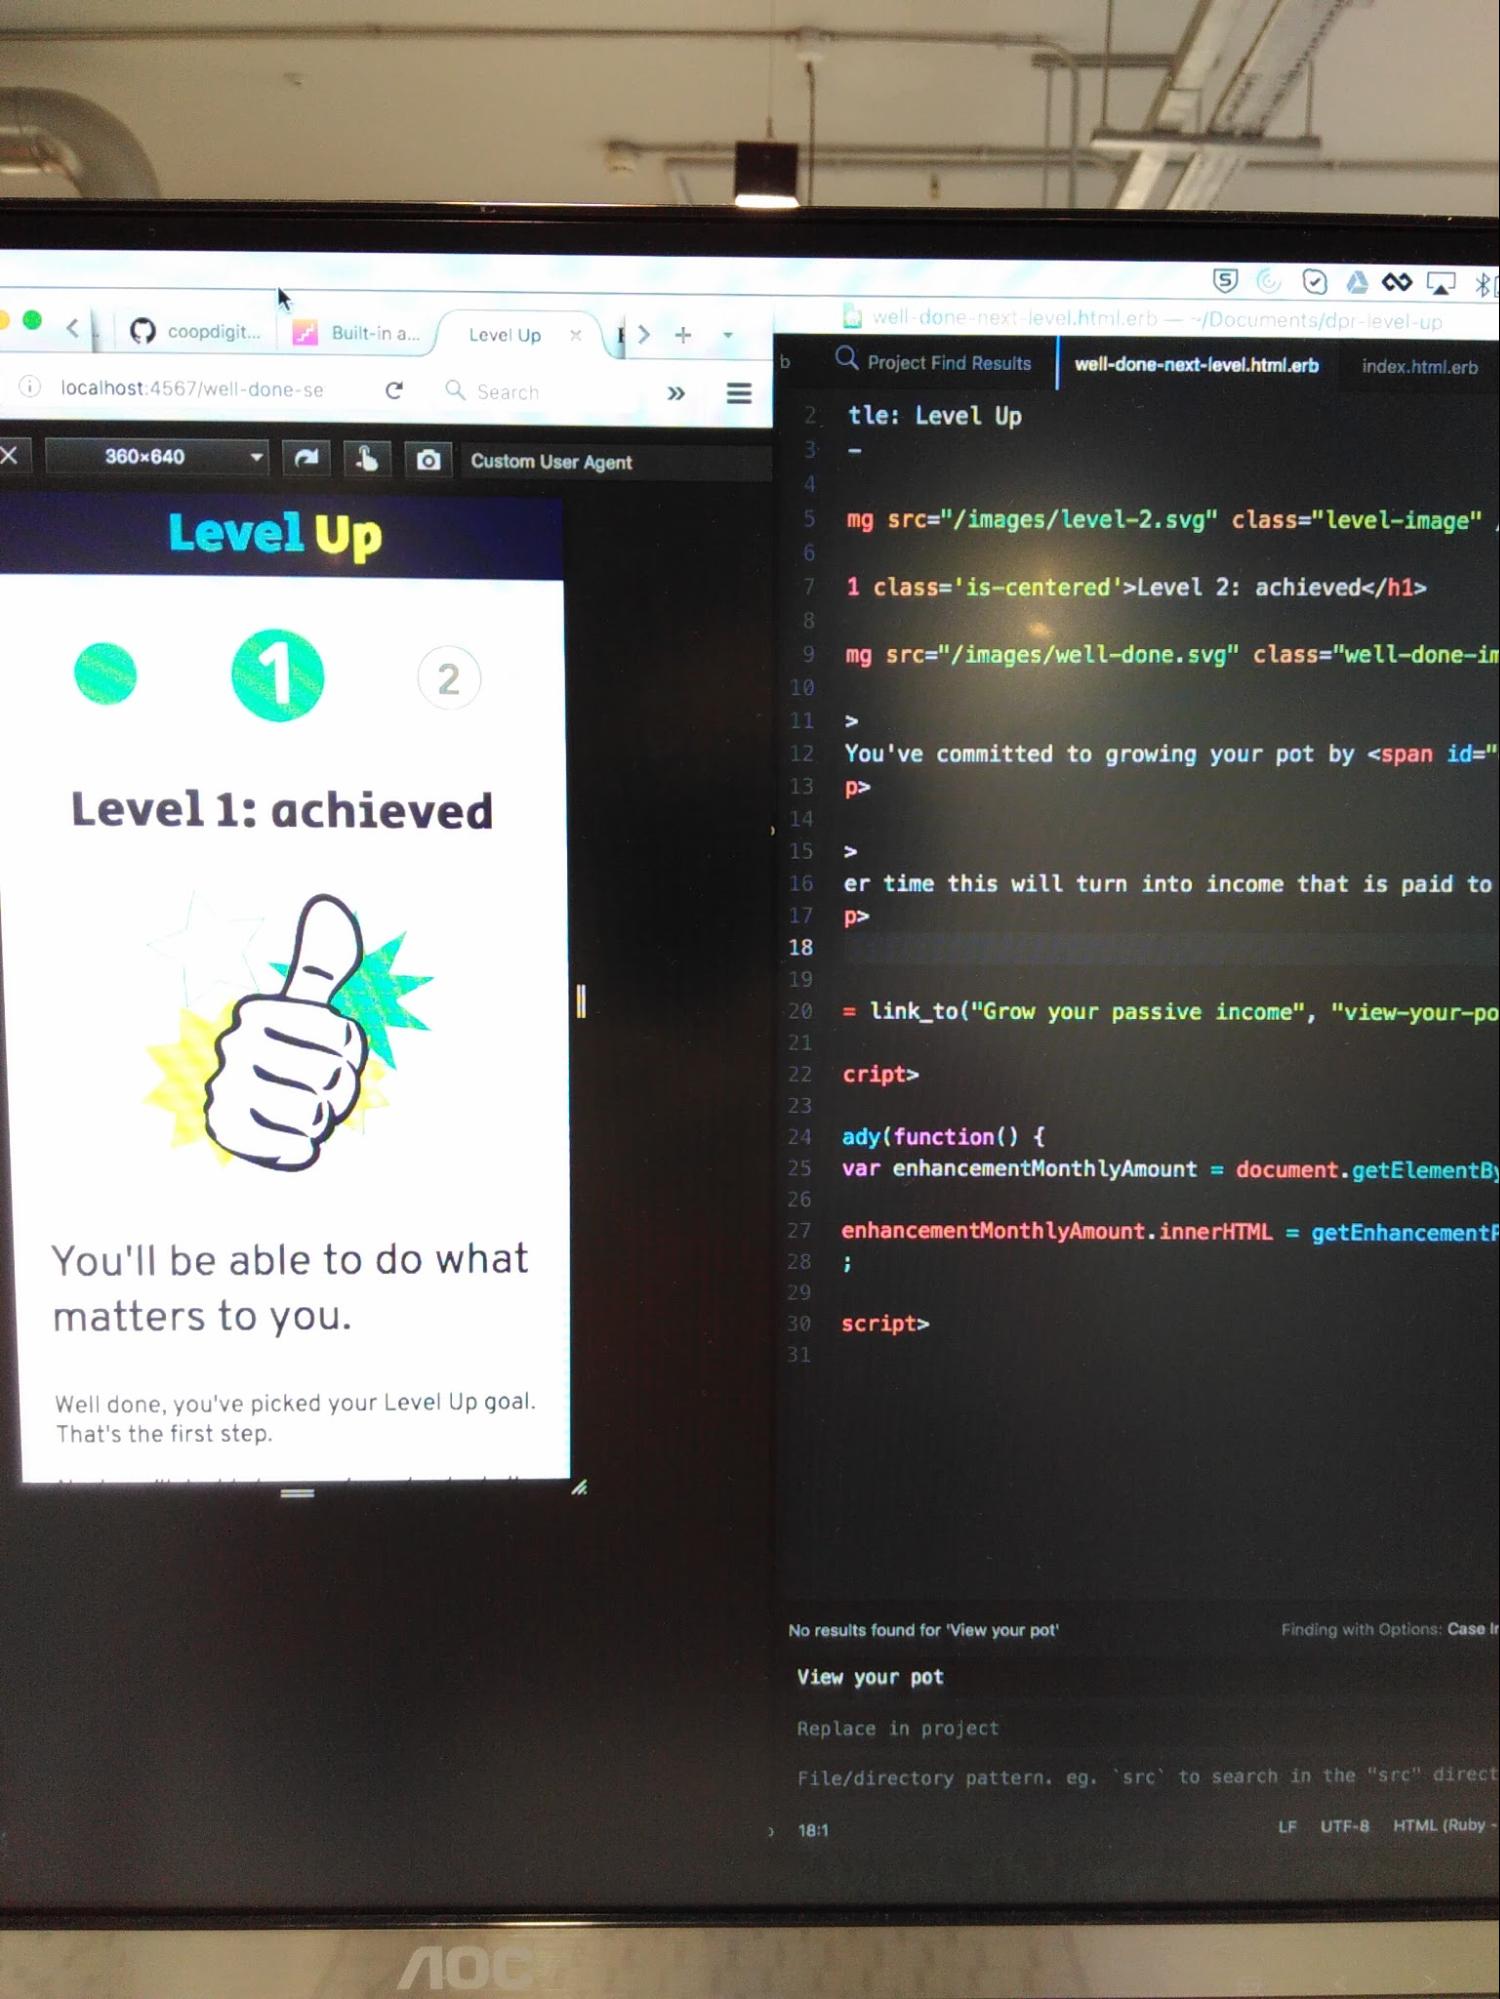 coopdigit...
Built-in a...
Level Up
localhost:4567/well-done-se
Search
360×640
Custom User Agent
Level Up
1
2
Level 1: achieved
You'll be able to do what
matters to you.
Well done, you've picked your Level Up goal.
That's the first step.
well-done-next-level.html.erb — ~/Documents/dpr-level-up
b
Project Find Results
well-done-next-level.html.erb
index.html.erb
2 tle: Level Up
3 –
4
5 mg src="/images/level-2.svg" class="level-image"
6
7 1 class='is-centered'>Level 2: achieved</h1>
8
9 mg src="/images/well-done.svg" class="well-done-im
10
11 >
12 You've committed to growing your pot by <span id="
13 p>
14
15 >
16 er time this will turn into income that is paid to
17 p>
18
19
20 = link_to("Grow your passive income", "view-your-po
21
22 cript>
23
24 ady(function() {
25 var enhancementMonthlyAmount = document.getElementBy
26
27 enhancementMonthlyAmount.innerHTML = getEnhancement
28 ;
29
30 script>
31
No results found for 'View your pot'
Finding with Options: Case In
View your pot
Replace in project
File/directory pattern. eg. `src` to search in the "src" direct
18:1
LF UTF-8 HTML (Ruby -
AOC